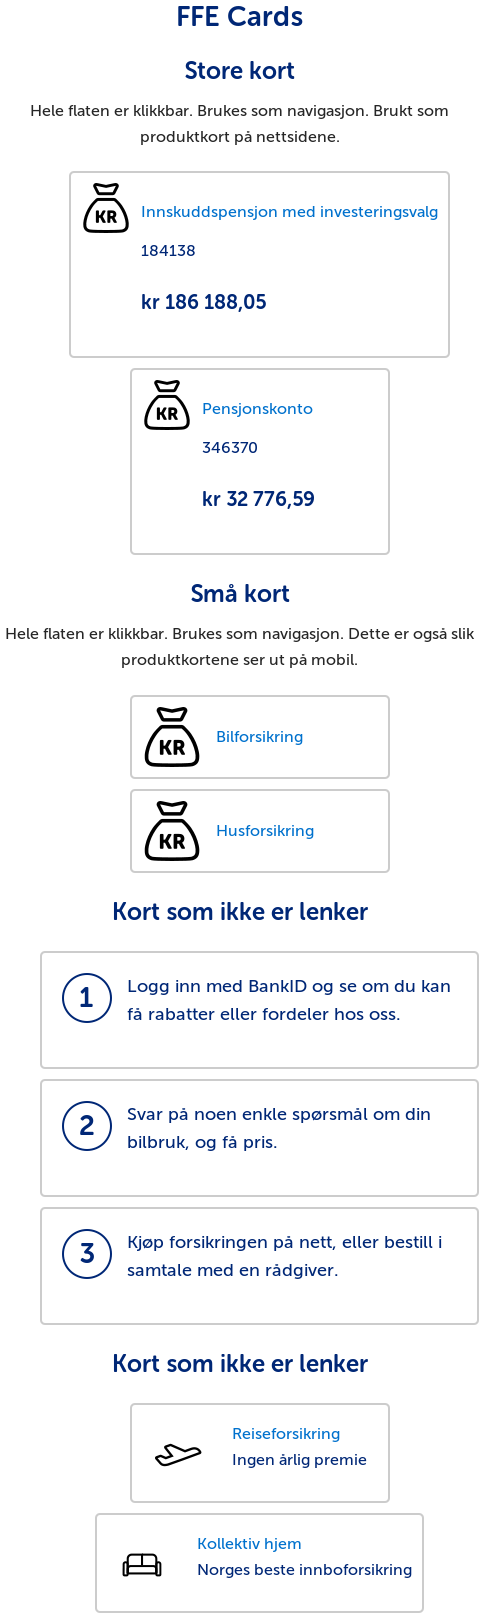 FFE Cards
Store kort
Hele flaten er klikkbar. Brukes som navigasjon. Brukt som
produktkort på nettsidene.
KR
Innskuddspensjon med investeringsvalg
184138
kr 186 188,05
KR
Pensjonskonto
346370
kr 32 776,59
Små kort
Hele flaten er klikkbar. Brukes som navigasjon. Dette er også slik
produktkortene ser ut på mobil.
KR
Bilforsikring
KR
Husforsikring
Kort som ikke er lenker
1
Logg inn med BankID og se om du kan
få rabatter eller fordeler hos oss.
2
Svar på noen enkle spørsmål om din
bilbruk, og få pris.
3
Kjøp forsikringen på nett, eller bestill i
samtale med en rådgiver.
Kort som ikke er lenker
Reiseforsikring
Ingen årlig premie
Kollektiv hjem
Norges beste innboforsikring